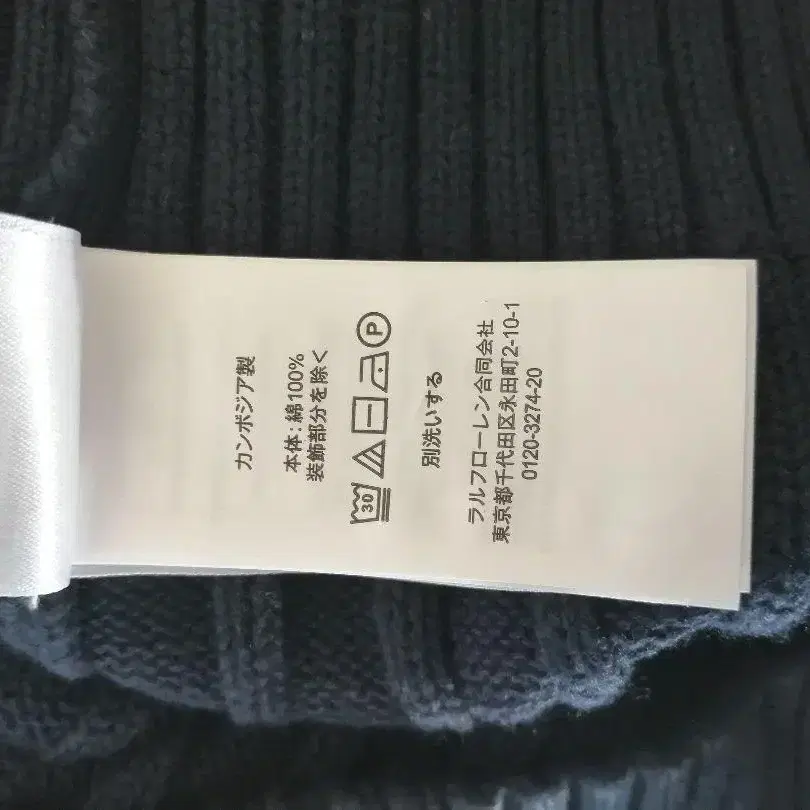 カンボジア製
本体: 綿100%
装飾部分を除く
30 P
別洗いする
ラルフローレン合同会社
東京都千代田区永田町2-10-1
0120-3274-20